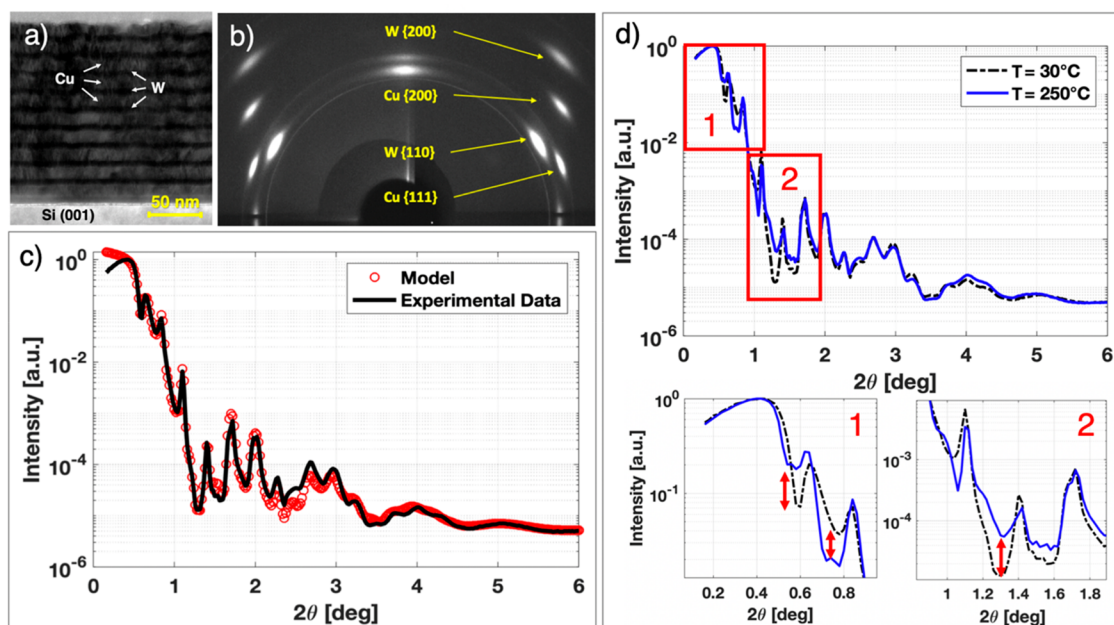 a)
Cu
W
Si (001)
50 nm
b)
W {200}
Cu {200}
W {110}
Cu {111}
c)
Intensity [a.u.]
10^0
10^-2
10^-4
10^-6
Model
Experimental Data
0 1 2 3 4 5 6
2θ [deg]
d)
Intensity [a.u.]
10^0
10^-2
10^-4
10^-6
1
2
T = 30°C
T = 250°C
0 1 2 3 4 5 6
2θ [deg]
Intensity [a.u.]
10^0
10^-1
1
0.2 0.4 0.6 0.8
2θ [deg]
10^-3
10^-4
2
1 1.2 1.4 1.6 1.8
2θ [deg]